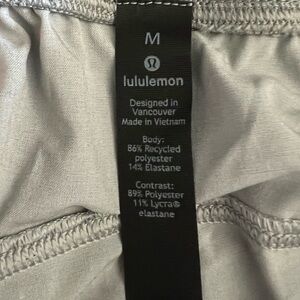 M
lululemon
Designed in
Vancouver
Made in Vietnam
Body:
86% Recycled
polyester
14% Elastane
Contrast:
89% Polyester
11% Lycra®
elastane